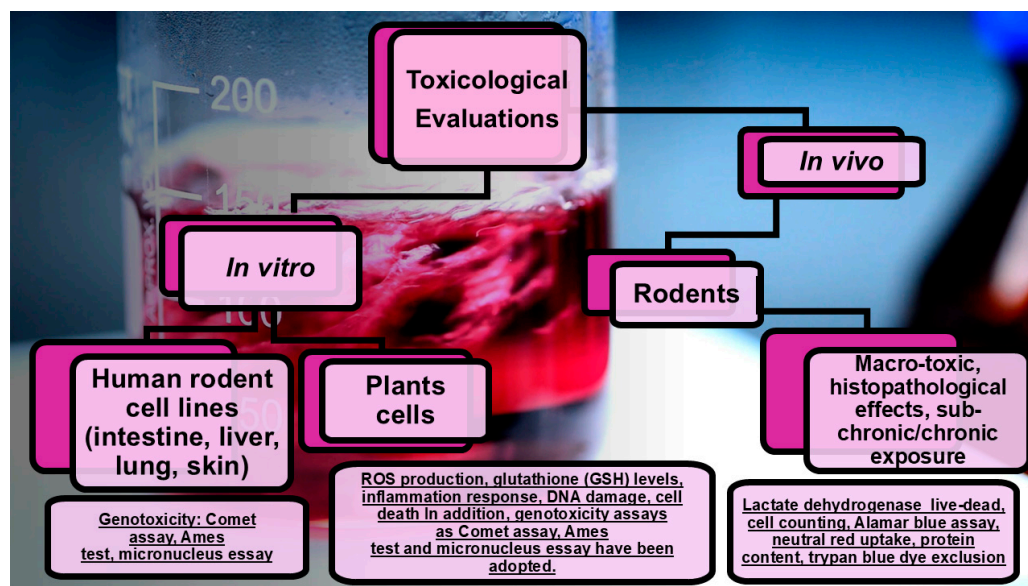 Toxicological
Evaluations
In vivo
In vitro
Rodents
Human rodent
cell lines
(intestine, liver,
lung, skin)
Plants
cells
Macro-toxic,
histopathological
effects, sub-
chronic/chronic
exposure
Genotoxicity: Comet
assay, Ames
test, micronucleus essay
ROS production, glutathione (GSH) levels,
inflammation response, DNA damage, cell
death In addition, genotoxicity assays
as Comet assay, Ames
test and micronucleus essay have been
adopted.
Lactate dehydrogenase live-dead,
cell counting, Alamar blue assay,
neutral red uptake, protein
content, trypan blue dye exclusion
200
150
100
50